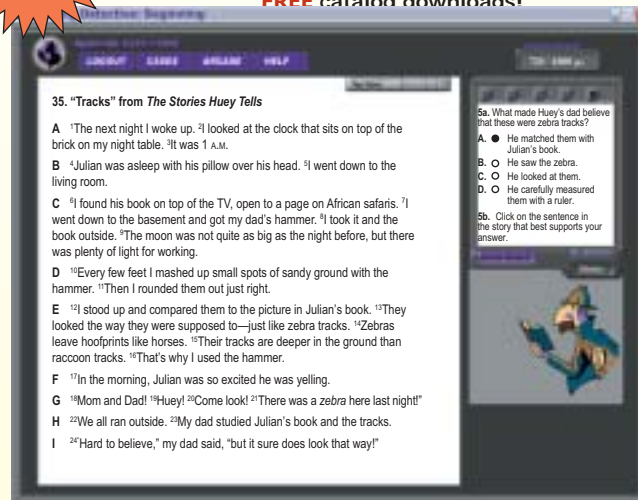 FREE catalog downloads!
Detective: Beginning
LOGOUT CASES ARCADE HELP
35. “Tracks” from The Stories Huey Tells
A 1The next night I woke up. 2I looked at the clock that sits on top of the
brick on my night table. 3It was 1 A.M.
B 4Julian was asleep with his pillow over his head. 5I went down to the
living room.
C 6I found his book on top of the TV, open to a page on African safaris. 7I
went down to the basement and got my dad's hammer. 8I took it and the
book outside. 9The moon was not quite as big as the night before, but there
was plenty of light for working.
D 10Every few feet I mashed up small spots of sandy ground with the
hammer. 11Then I rounded them out just right.
E 12I stood up and compared them to the picture in Julian's book. 13They
looked the way they were supposed to—just like zebra tracks. 14Zebras
leave hoofprints like horses. 15Their tracks are deeper in the ground than
raccoon tracks. 16That's why I used the hammer.
F 17In the morning, Julian was so excited he was yelling.
G 18Mom and Dad! 19Huey! 20Come look! 21There was a zebra here last night!”
H 22We all ran outside. 23My dad studied Julian's book and the tracks.
I 24“Hard to believe,” my dad said, “but it sure does look that way!”
5a. What made Huey's dad believe
that these were zebra tracks?
A. He matched them with
Julian's book.
B. He saw the zebra.
C. He looked at them.
D. He carefully measured
them with a ruler.
5b. Click on the sentence in
the story that best supports your
answer.